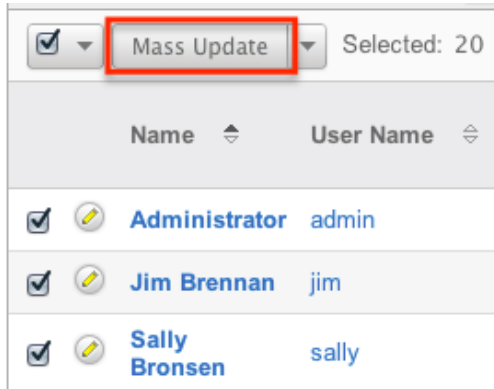 Mass Update Selected: 20
Name User Name
Administrator admin
Jim Brennan jim
Sally
Bronsen sally